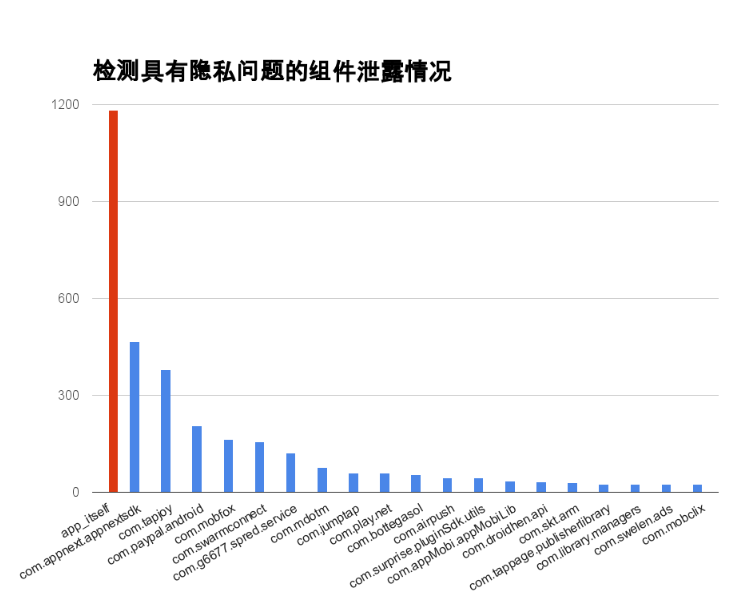 检测具有隐私问题的组件泄露情况
1200
900
600
300
0
app_itself
com.appnext.appnextsdk
com.tapjoy
com.paypal.android
com.mobfox
com.swarmconnect
com.g6677.spred.service
com.mdotm
com.jumptap
com.play.net
com.bottegasol
com.airpush
com.surprise.pluginSdk.utils
com.appMobi.appMobiLib
com.droidhen.api
com.skt.arm
com.tappage.publisherlibrary
com.library.managers
com.swelen.ads
com.mobclix